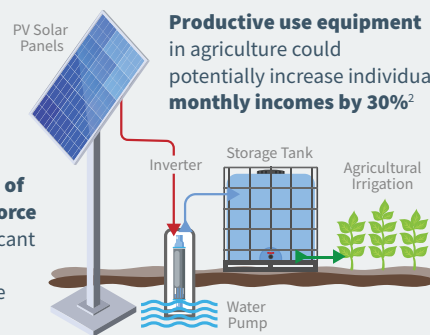 PV Solar
Panels
Productive use equipment
in agriculture could
potentially increase individua
monthly incomes by 30%2
Inverter
Storage Tank
Agricultural
Irrigation
of
orce
cant
e
Water
Pump